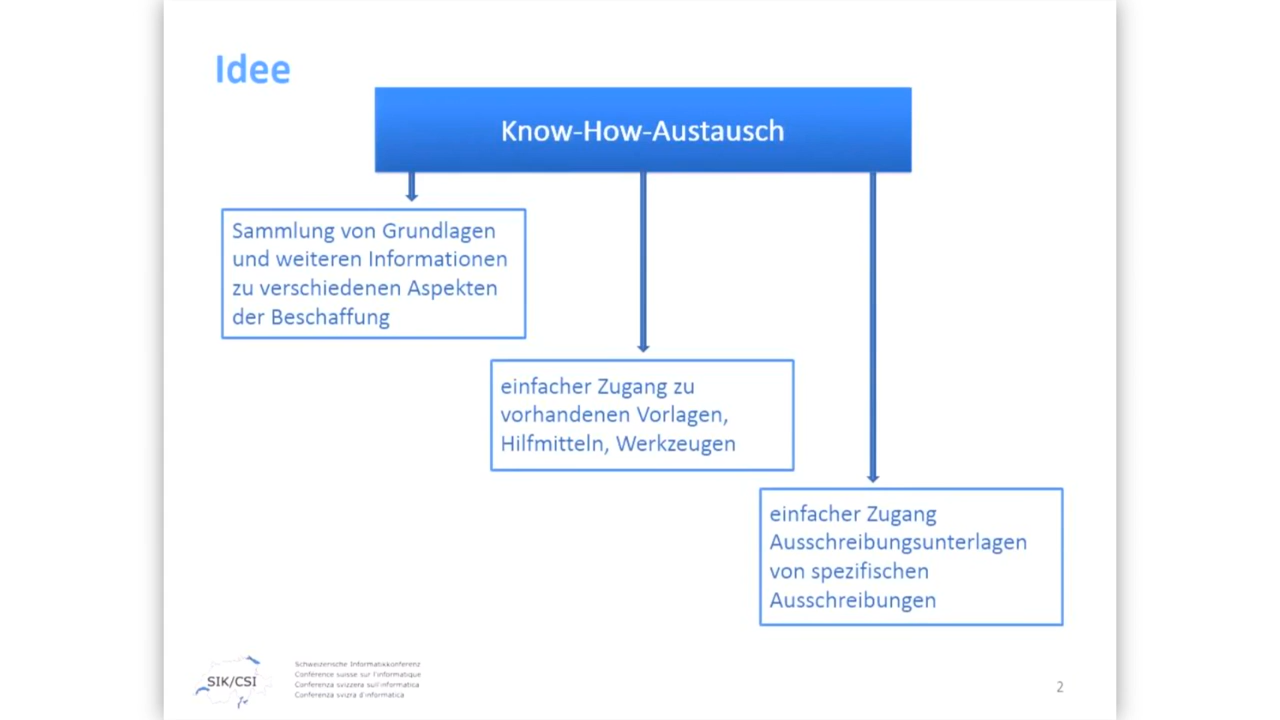 Idee
Know-How-Austausch
Sammlung von Grundlagen
und weiteren Informationen
zu verschiedenen Aspekten
der Beschaffung
einfacher Zugang zu
vorhandenen Vorlagen,
Hilfmitteln, Werkzeugen
einfacher Zugang
Ausschreibungsunterlagen
von spezifischen
Ausschreibungen
SIK/CSI
Schweizerische Informatikkonferenz
Conférence suisse sur l'informatique
Conferenza svizzera sull'informatica
Conferenza svizra d'informatica
2